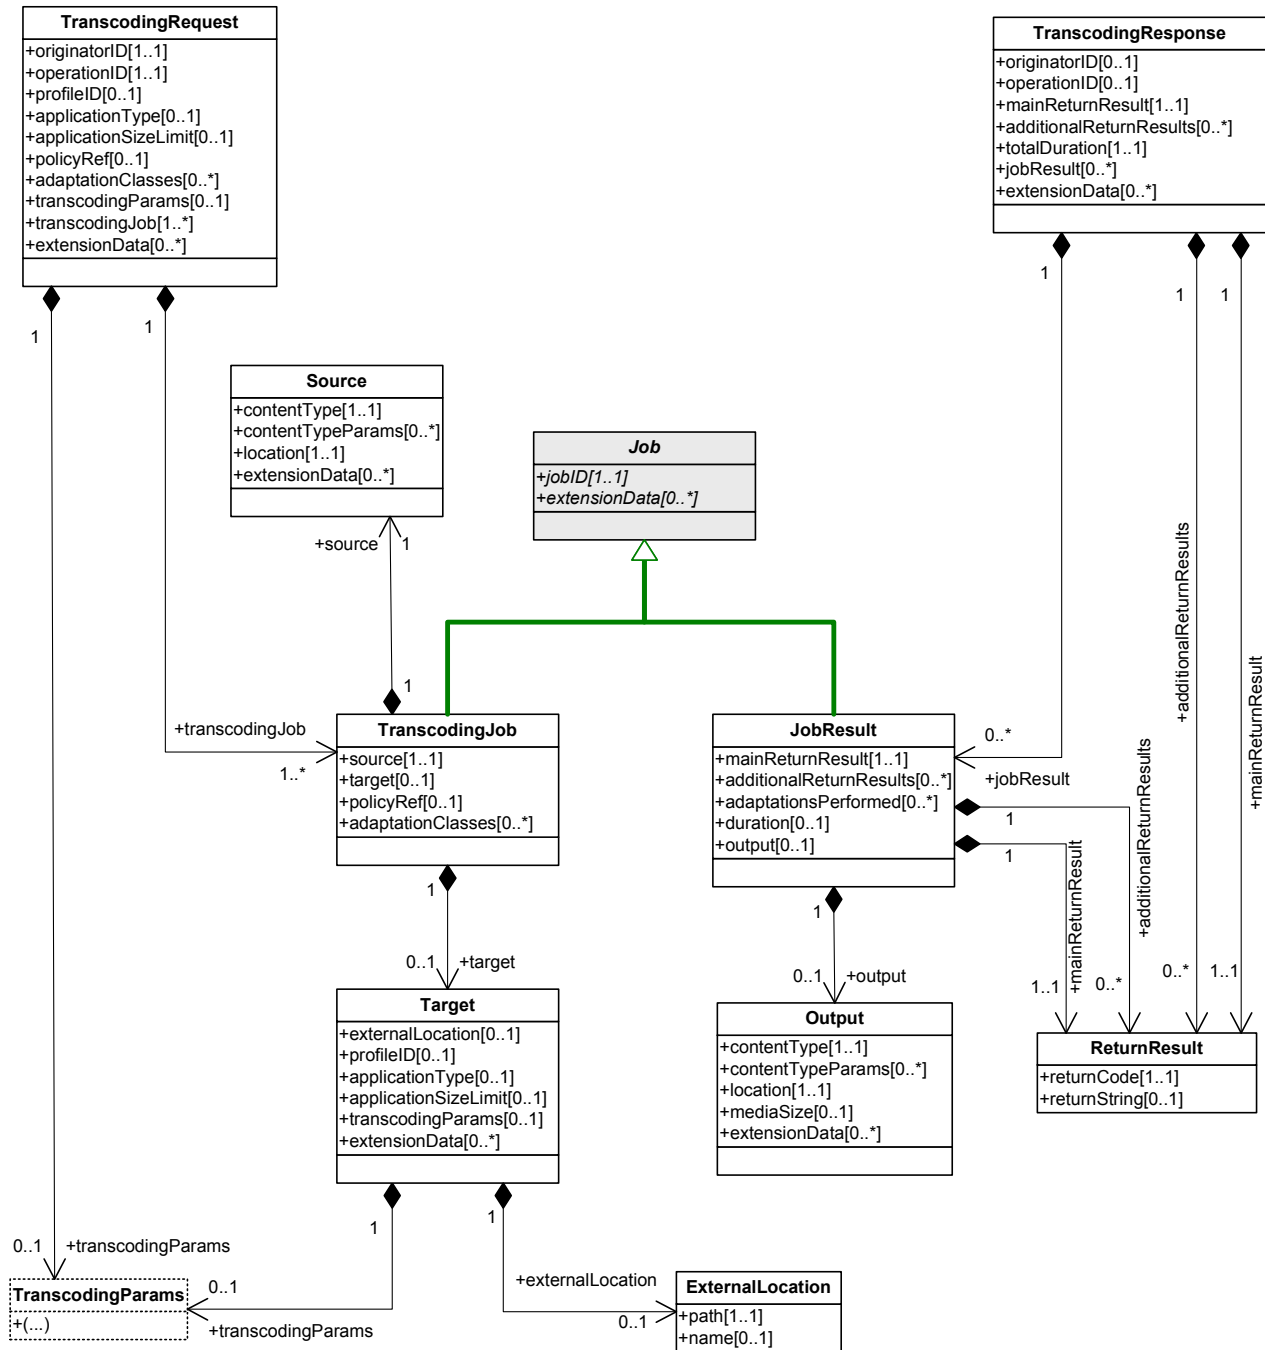 TranscodingRequest
+originatorID[1..1]
+operationID[1..1]
+profileID[0..1]
+applicationType[0..1]
+applicationSizeLimit[0..1]
+policyRef[0..1]
+adaptationClasses[0..*]
+transcodingParams[0..1]
+transcodingJob[1..*]
+extensionData[0..*]
1
1
TranscodingResponse
+originatorID[0..1]
+operationID[0..1]
+mainReturnResult[1..1]
+additionalReturnResults[0..*]
+totalDuration[1..1]
+jobResult[0..*]
+extensionData[0..*]
1
1
1
Source
+contentType[1..1]
+contentTypeParams[0..*]
+location[1..1]
+extensionData[0..*]
+source
1
1
Job
+jobID[1..1]
+extensionData[0..*]
+additionalReturnResults
+mainReturnResult
+transcodingJob
1..*
TranscodingJob
+source[1..1]
+target[0..1]
+policyRef[0..1]
+adaptationClasses[0..*]
1
0..1
+target
JobResult
+mainReturnResult[1..1]
+additionalReturnResults[0..*]
+adaptationsPerformed[0..*]
+duration[0..1]
+output[0..1]
0..*
+jobResult
1
1
1
+mainReturnResult
+additionalReturnResults
0..1
+output
1..1
0..*
0..*
1..1
Target
+externalLocation[0..1]
+profileID[0..1]
+applicationType[0..1]
+applicationSizeLimit[0..1]
+transcodingParams[0..1]
+extensionData[0..*]
1
1
Output
+contentType[1..1]
+contentTypeParams[0..*]
+location[1..1]
+mediaSize[0..1]
+extensionData[0..*]
ReturnResult
+returnCode[1..1]
+returnString[0..1]
0..1
+transcodingParams
TranscodingParams
+(...)
0..1
+transcodingParams
+externalLocation
0..1
ExternalLocation
+path[1..1]
+name[0..1]